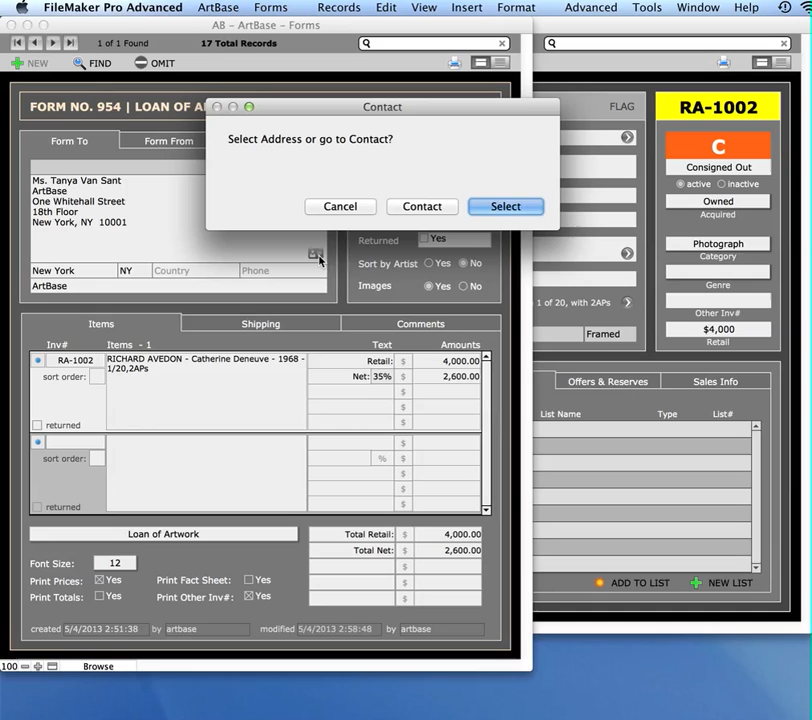 FileMaker Pro Advanced ArtBase Forms Records Edit View Insert Format Advanced Tools Window Help
AB - ArtBase - Forms
1 of 1 Found 17 Total Records
NEW FIND OMIT
FORM NO. 954 | LOAN OF A
Contact
Select Address or go to Contact?
Cancel Contact Select
FLAG RA-1002
Form To Form From
C
Consigned Out
active inactive
Owned
Acquired
Photograph
Category
Genre
Other Inv#
$4,000
Retail
1 of 20, with 2APs
Framed
Ms. Tanya Van Sant
ArtBase
One Whitehall Street
18th Floor
New York, NY 10001
New York NY Country Phone
ArtBase
Returned Yes
Sort by Artist Yes No
Images Yes No
Items Shipping Comments
Offers & Reserves Sales Info
List Name Type List#
Inv# Items - 1 Text Amounts
RA-1002 RICHARD AVEDON - Catherine Deneuve - 1968 - Retail: $ 4,000.00
1/20,2APs
sort order: Net: 35% $ 2,600.00
$
$
returned $
$
sort order: % $
$
$
returned $
Loan of Artwork Total Retail: $ 4,000.00
Total Net: $ 2,600.00
Font Size: 12 $
Print Prices: Yes Print Fact Sheet: Yes $
Print Totals: Yes Print Other Inv#: Yes $
ADD TO LIST NEW LIST
created 5/4/2013 2:51:38 by artbase modified 5/4/2013 2:58:48 by artbase
100 Browse